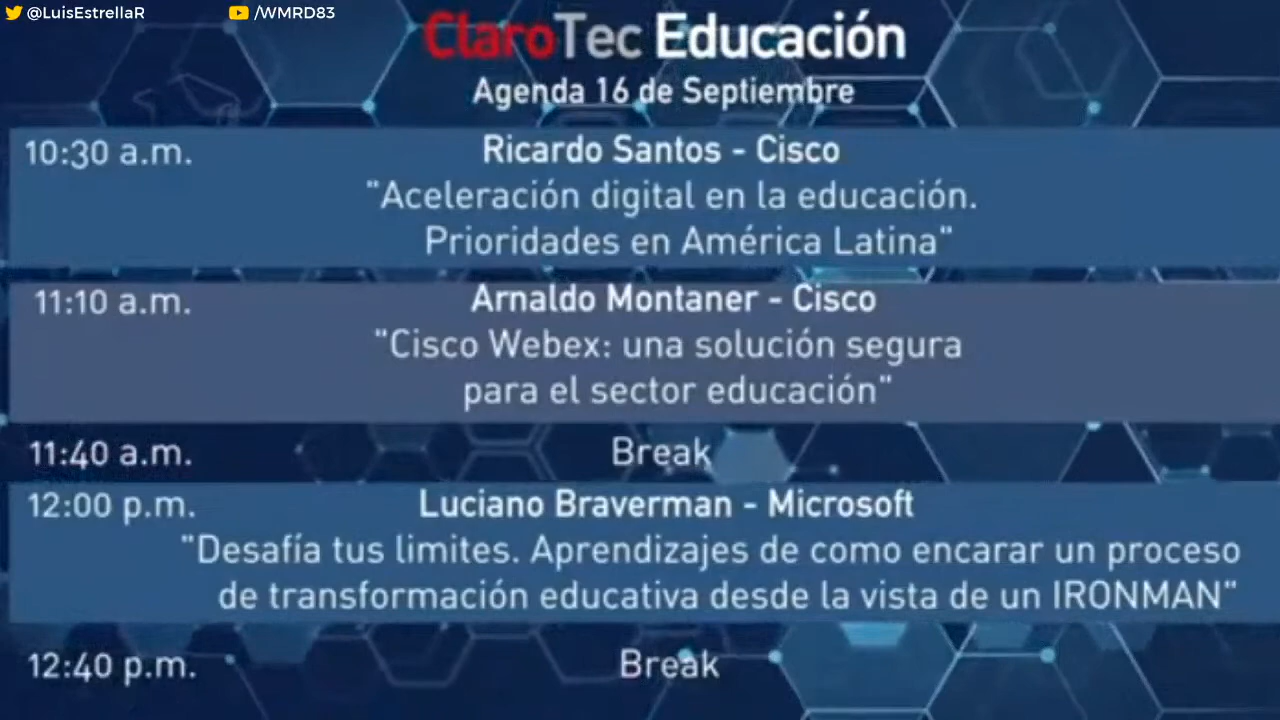 @LuisEstrellaR /WMRD83
ClaroTec Educación
Agenda 16 de Septiembre
10:30 a.m. Ricardo Santos - Cisco
"Aceleración digital en la educación.
Prioridades en América Latina"
11:10 a.m. Arnaldo Montaner - Cisco
"Cisco Webex: una solución segura
para el sector educación"
11:40 a.m. Break
12:00 p.m. Luciano Braverman - Microsoft
"Desafía tus limites. Aprendizajes de como encarar un proceso
de transformación educativa desde la vista de un IRONMAN"
12:40 p.m. Break